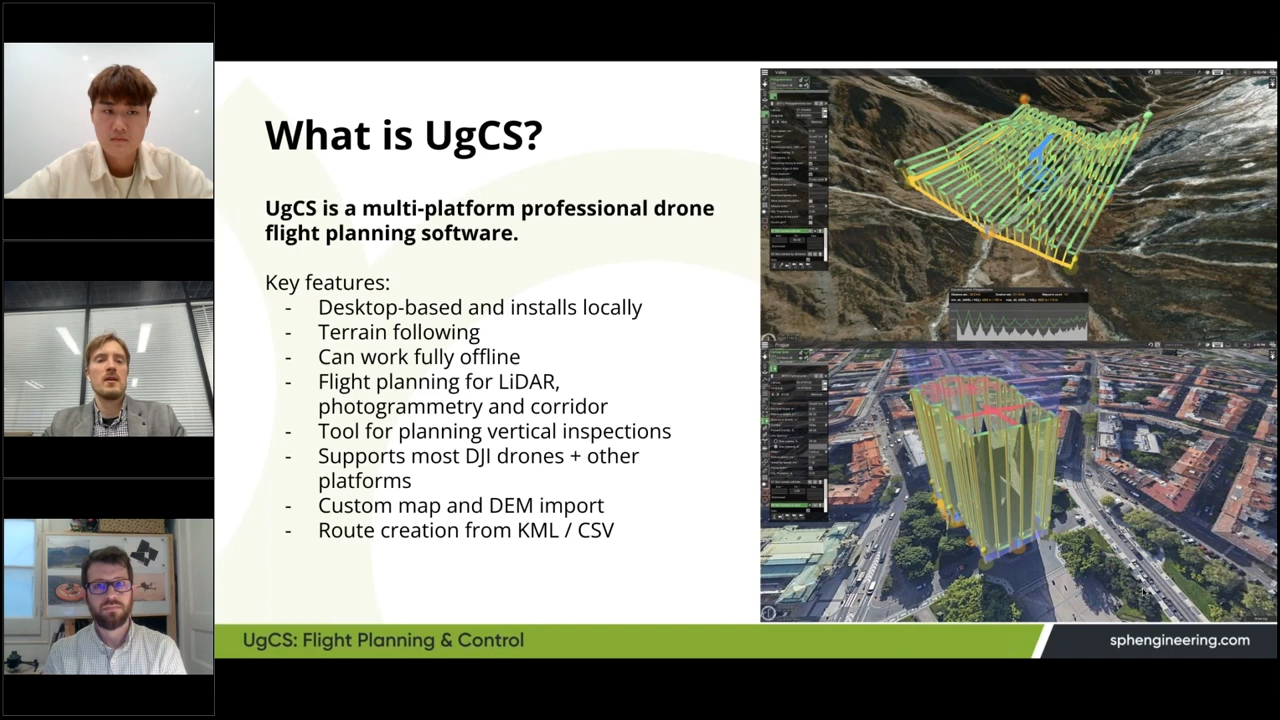 What is UgCS?
UgCS is a multi-platform professional drone
flight planning software.
Key features:
- Desktop-based and installs locally
- Terrain following
- Can work fully offline
- Flight planning for LiDAR,
photogrammetry and corridor
- Tool for planning vertical inspections
- Supports most DJI drones + other
platforms
- Custom map and DEM import
- Route creation from KML / CSV
Valley
Prague
UgCS: Flight Planning & Control
sphengineering.com